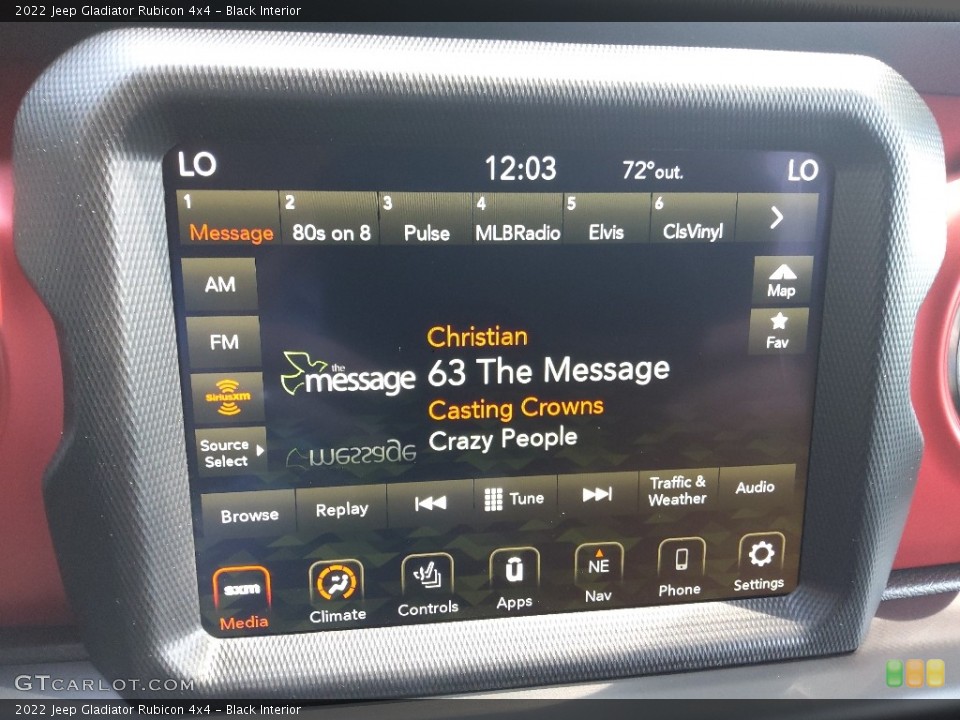 2022 Jeep Gladiator Rubicon 4x4 - Black Interior
LO 12:03 72° out. LO
1 2 3 4 5 6
Message 80s on 8 Pulse MLBRadio Elvis ClsVinyl
AM
Map
FM
Fav
SiriusXM
Source
Select
the
message
message
Christian
63 The Message
Casting Crowns
Crazy People
Browse Replay Tune Traffic &
Weather Audio
sxm
Media
Climate
Controls
U
Apps
NE
Nav
Phone
Settings
GTCARLOT.COM
2022 Jeep Gladiator Rubicon 4x4 - Black Interior